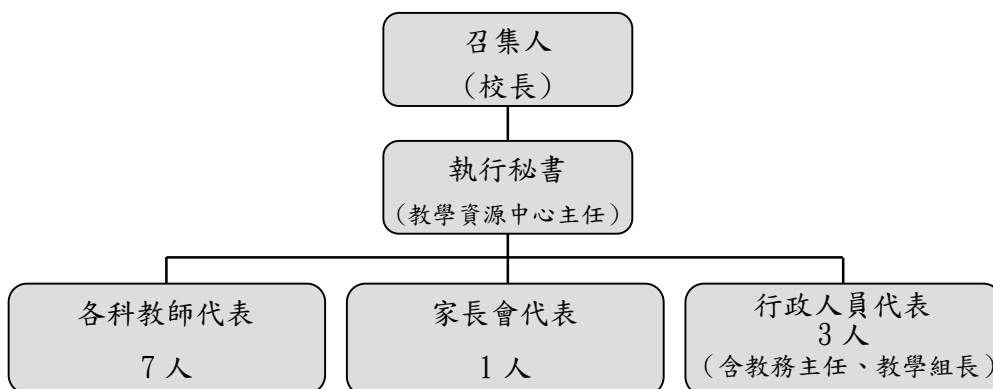 召集人
（校長）
執行秘書
（教學資源中心主任）
各科教師代表
7 人
家長會代表
1 人
行政人員代表
3 人
（含教務主任、教學組長）